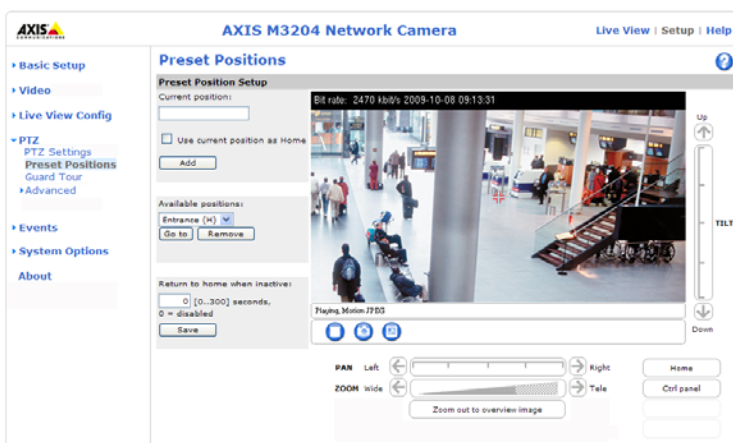 AXIS
COMMUNICATIONS
AXIS M3204 Network Camera
Live View | Setup | Help
Basic Setup
Video
Live View Config
PTZ
PTZ Settings
Preset Positions
Guard Tour
Advanced
Events
System Options
About
Preset Positions
?
Preset Position Setup
Current position:
Use current position as Home
Add
Available positions:
Entrance (H)
Go to
Remove
Return to home when inactive:
0 [0..300] seconds,
0 = disabled
Save
Bit rate: 2470 kbit/s 2009-10-08 09:13:31
Playing, Motion JPEG
Up
TILT
Down
PAN Left
Right
Home
ZOOM Wide
Tele
Ctrl panel
Zoom out to overview image